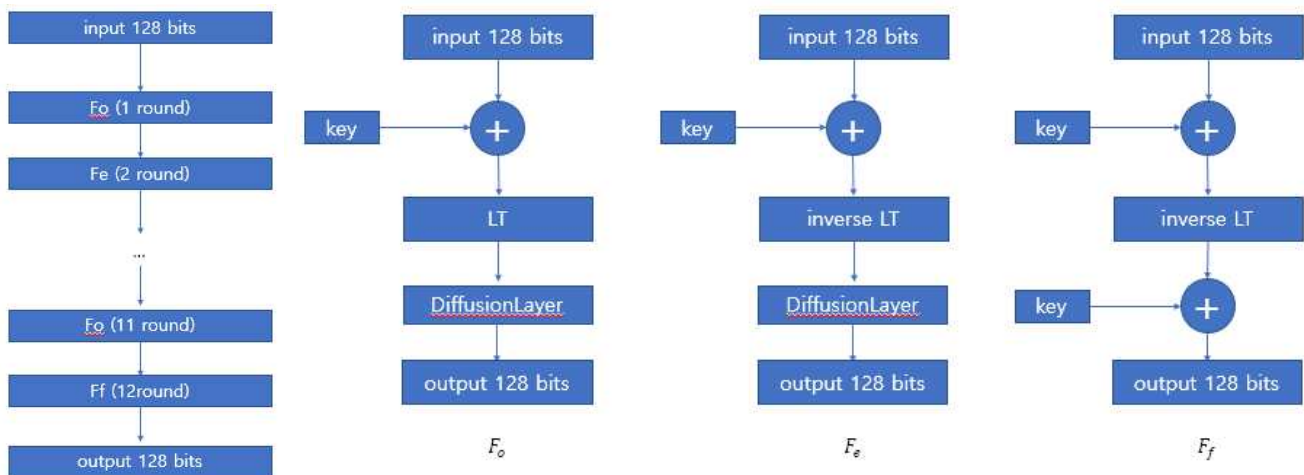 input 128 bits
Fo (1 round)
Fe (2 round)
...
Fo (11 round)
Ff (12round)
output 128 bits
input 128 bits
key
+
LT
DiffusionLayer
output 128 bits
Fo
input 128 bits
key
+
inverse LT
DiffusionLayer
output 128 bits
Fe
input 128 bits
key
+
inverse LT
key
+
output 128 bits
Ff